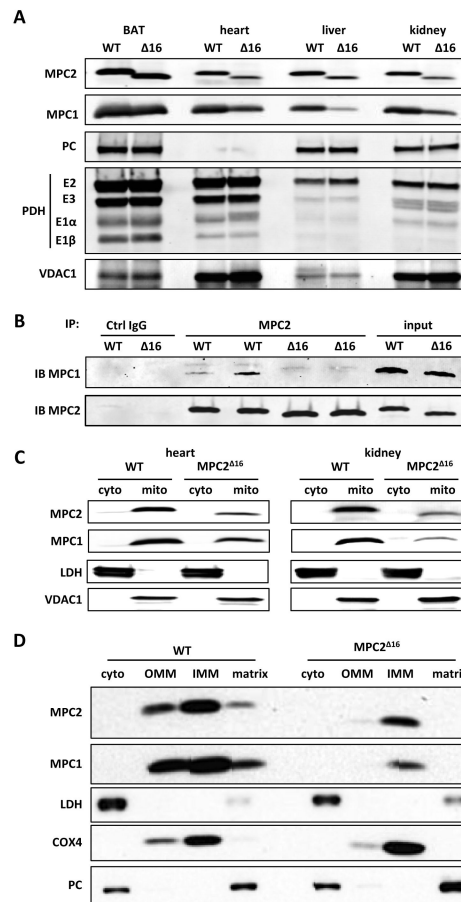 A
BAT heart liver kidney
WT Δ16 WT Δ16 WT Δ16 WT Δ16
MPC2
MPC1
PC
PDH
E2
E3
E1α
E1β
VDAC1
B
IP: Ctrl IgG MPC2 input
WT Δ16 WT WT Δ16 Δ16 WT Δ16
IB MPC1
IB MPC2
C
heart kidney
WT MPC2Δ16 WT MPC2Δ16
cyto mito cyto mito cyto mito cyto mito
MPC2
MPC1
LDH
VDAC1
D
WT MPC2Δ16
cyto OMM IMM matrix cyto OMM IMM matrix
MPC2
MPC1
LDH
COX4
PC